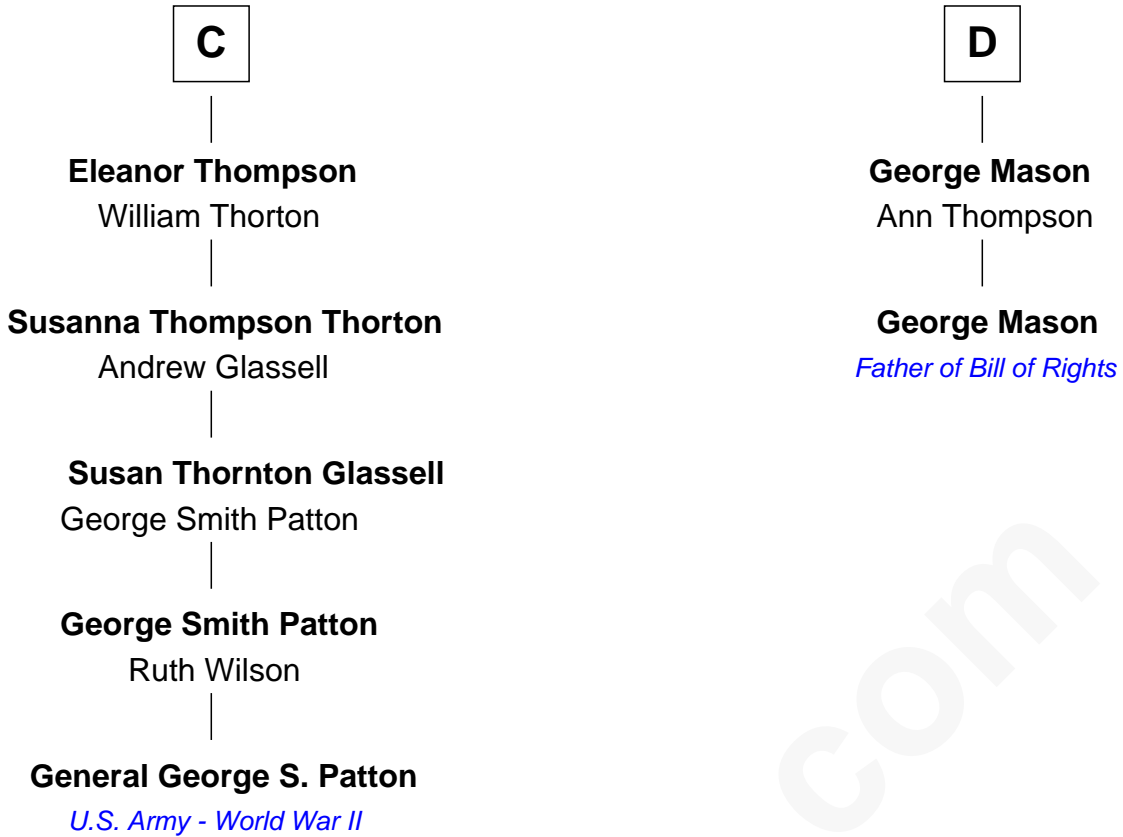 C
Eleanor Thompson
William Thorton
Susanna Thompson Thorton
Andrew Glassell
Susan Thornton Glassell
George Smith Patton
George Smith Patton
Ruth Wilson
General George S. Patton
U.S. Army - World War II
D
George Mason
Ann Thompson
George Mason
Father of Bill of Rights
com